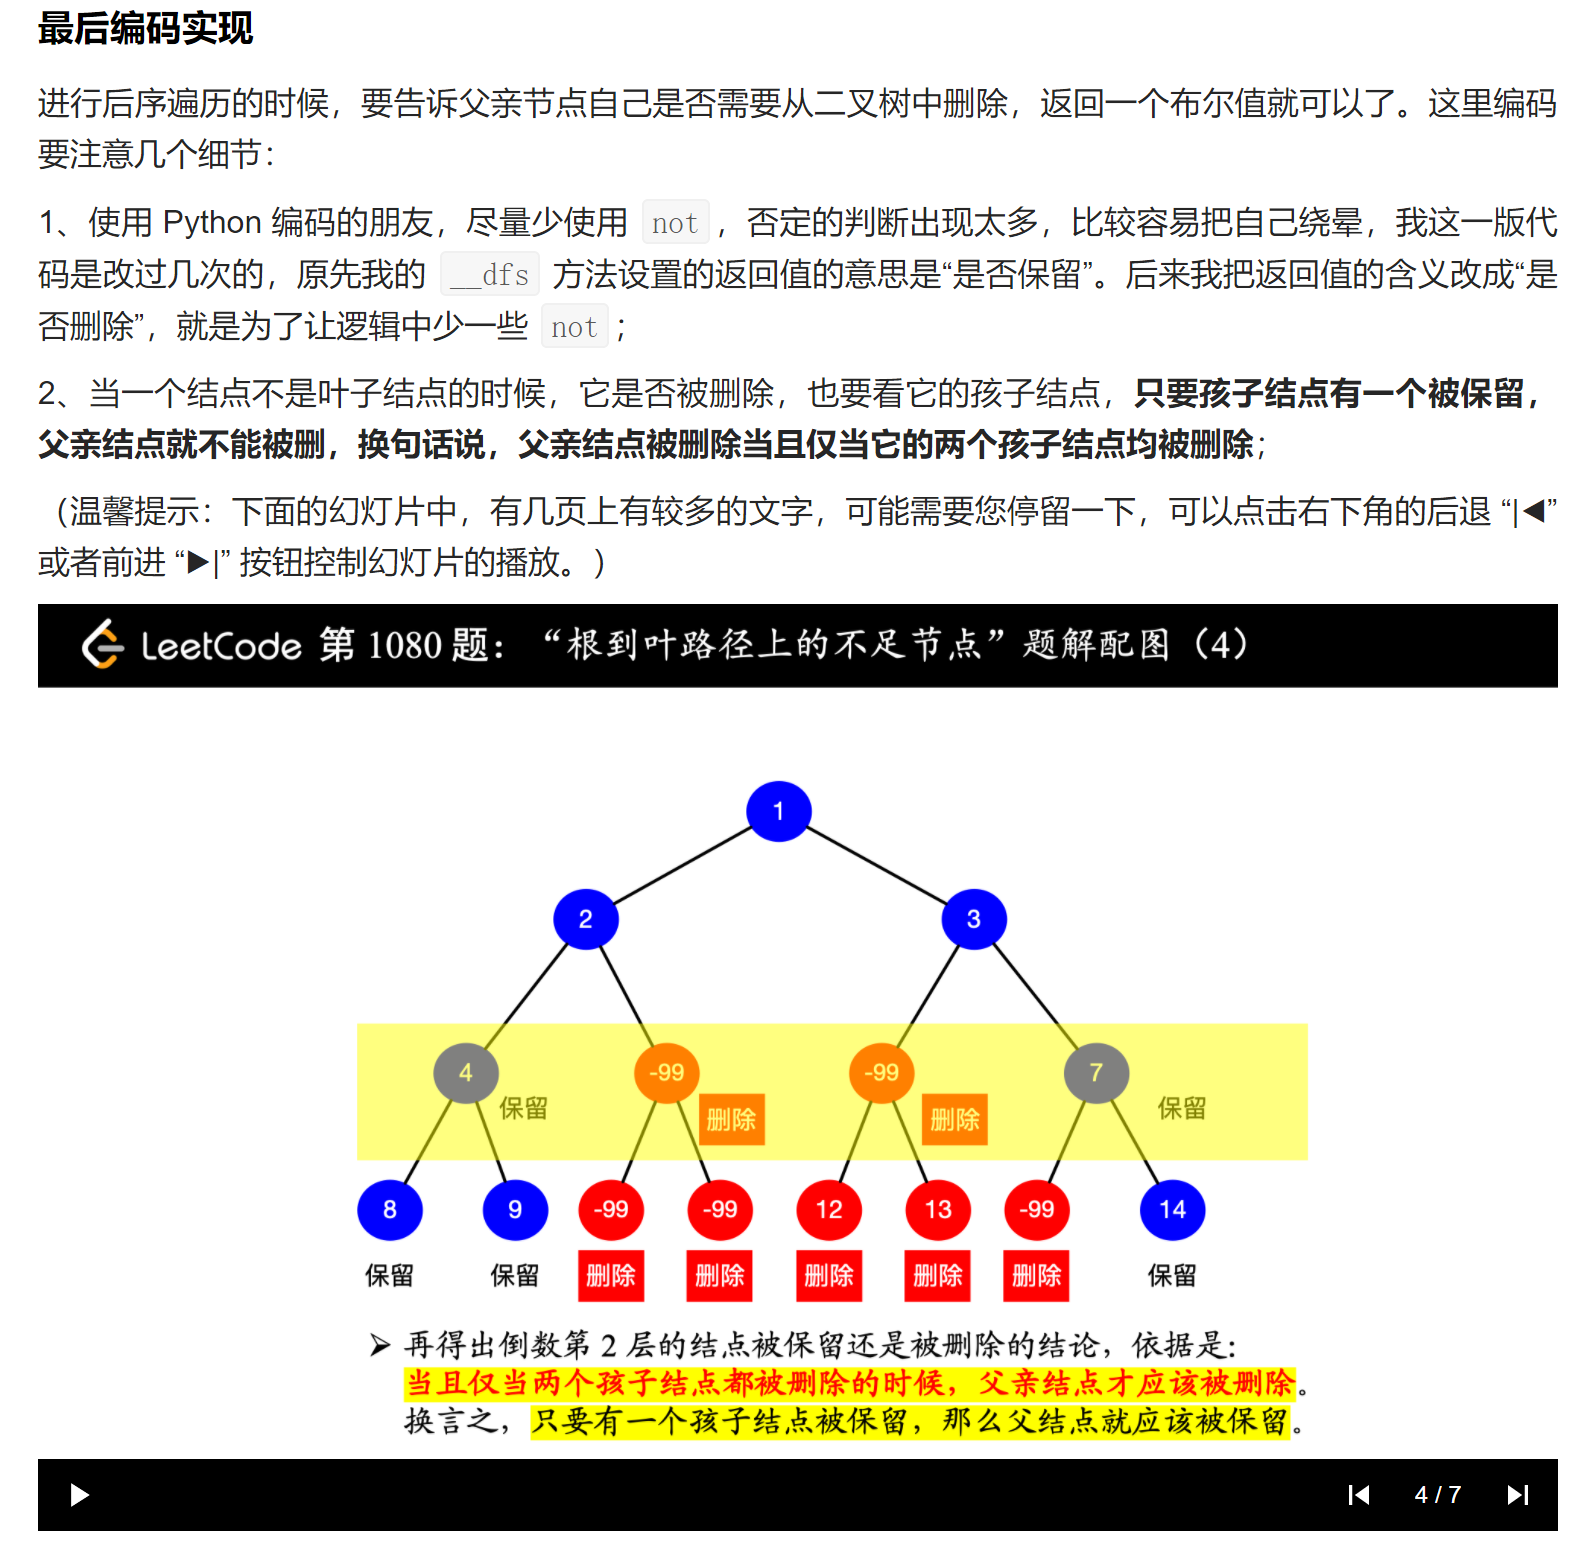 最后编码实现
进行后序遍历的时候，要告诉父亲节点自己是否需要从二叉树中删除，返回一个布尔值就可以了。这里编码
要注意几个细节：
1、使用 Python 编码的朋友，尽量少使用 not ，否定的判断出现太多，比较容易把自己绕晕，我这一版代
码是改过几次的，原先我的 __dfs 方法设置的返回值的意思是“是否保留”。后来我把返回值的含义改成“是
否删除”，就是为了让逻辑中少一些 not ；
2、当一个结点不是叶子结点的时候，它是否被删除，也要看它的孩子结点，只要孩子结点有一个被保留，
父亲结点就不能被删，换句话说，父亲结点被删除当且仅当它的两个孩子结点均被删除；
（温馨提示：下面的幻灯片中，有几页上有较多的文字，可能需要您停留一下，可以点击右下角的后退 “|◀”
或者前进 “▶|” 按钮控制幻灯片的播放。）
LeetCode 第 1080 题：“根到叶路径上的不足节点”题解配图（4）
1
2 3
4 -99 -99 7
保留 删除 删除 保留
8 9 -99 -99 12 13 -99 14
保留 保留 删除 删除 删除 删除 删除 保留
➢ 再得出倒数第 2 层的结点被保留还是被删除的结论，依据是：
当且仅当两个孩子结点都被删除的时候，父亲结点才应该被删除。
换言之，只要有一个孩子结点被保留，那么父结点就应该被保留。
4 / 7